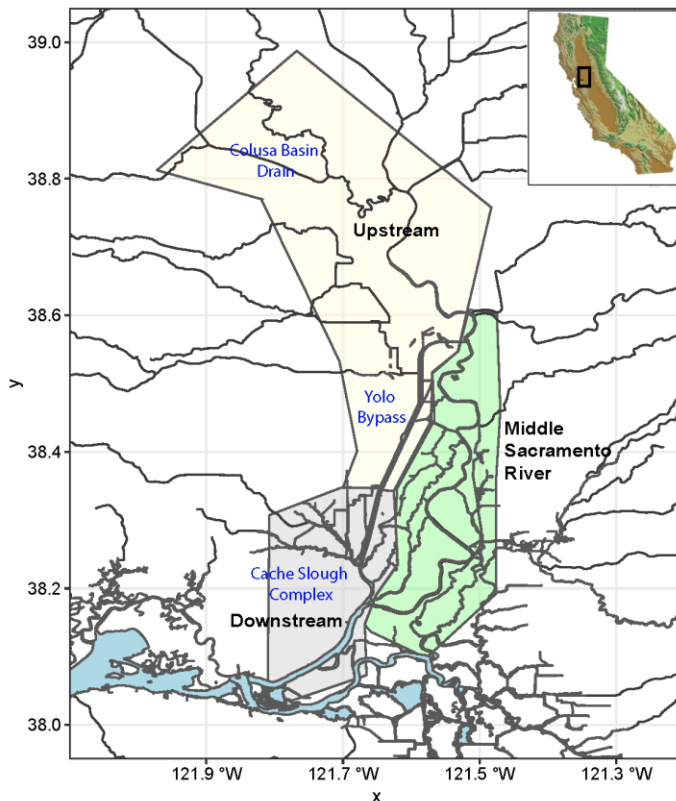 39.0
38.8
38.6
38.4
38.2
38.0
y
Colusa Basin
Drain
Upstream
Yolo
Bypass
Middle
Sacramento
River
Cache Slough
Complex
Downstream
121.9 °W
121.7 °W
121.5 °W
121.3 °W
x